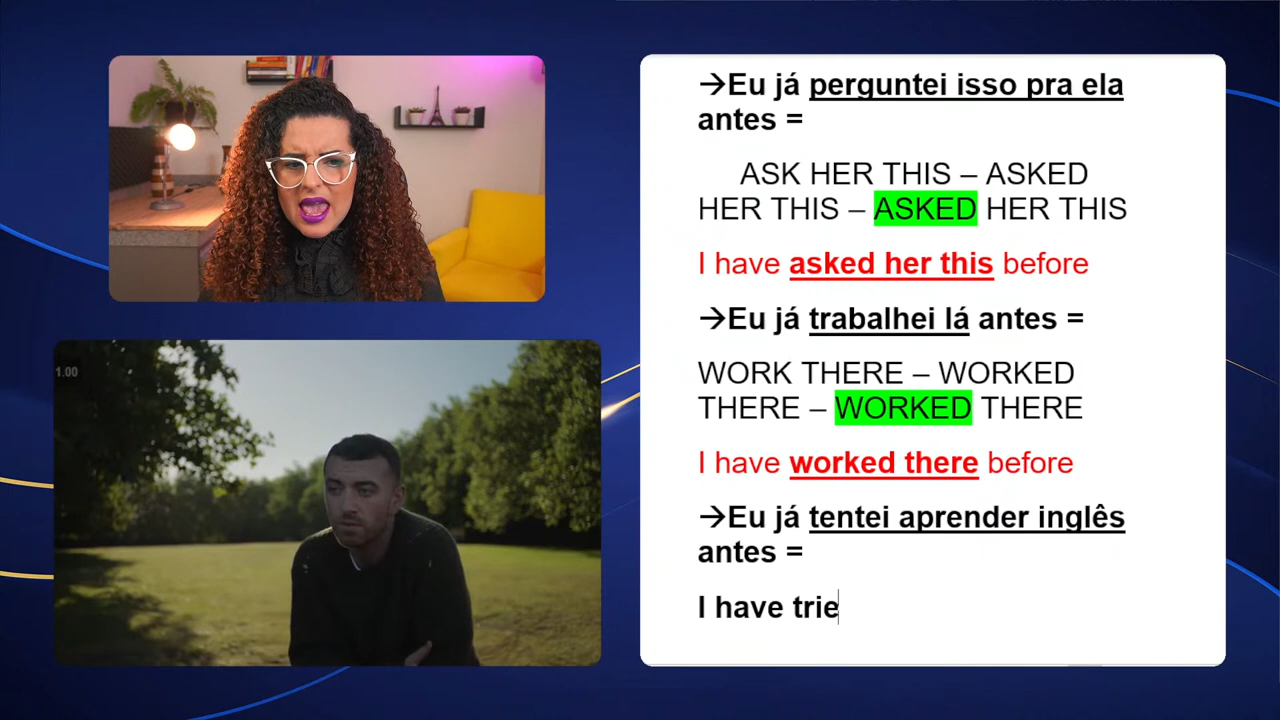 →Eu já perguntei isso pra ela
antes =
ASK HER THIS – ASKED
HER THIS – ASKED HER THIS
I have asked her this before
→Eu já trabalhei lá antes =
WORK THERE – WORKED
THERE – WORKED THERE
I have worked there before
→Eu já tentei aprender inglês
antes =
I have trie
1.00